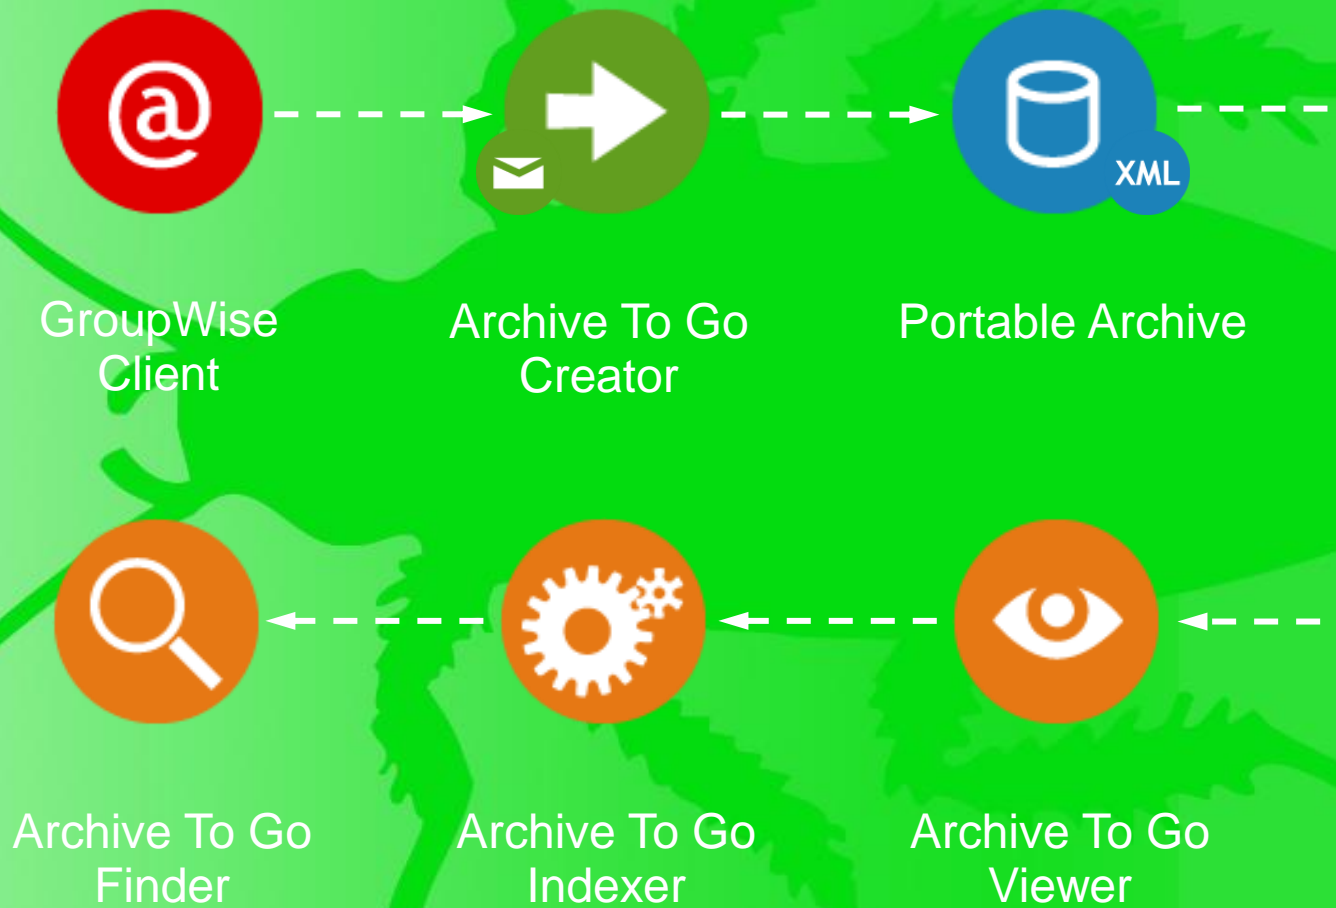 @
XML
GroupWise
Client
Archive To Go
Creator
Portable Archive
Archive To Go
Finder
Archive To Go
Indexer
Archive To Go
Viewer